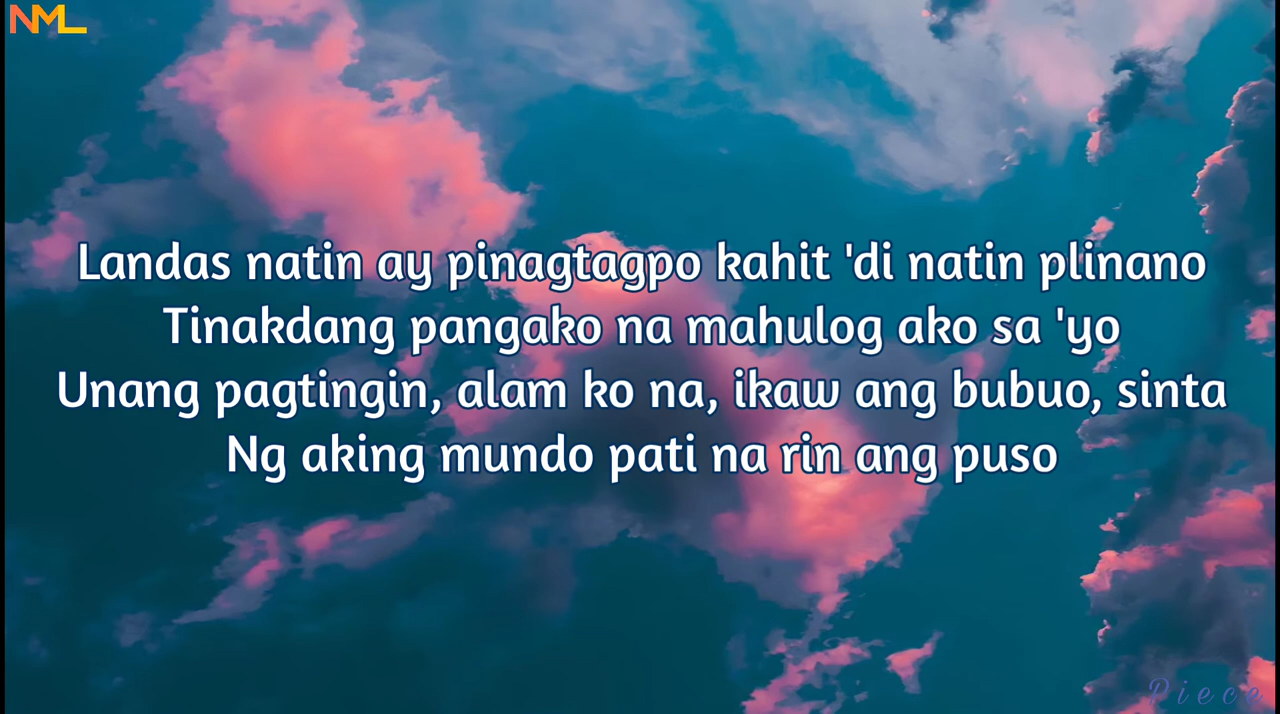 NML
Landas natin ay pinagtagpo kahit 'di natin plinano
Tinakdang pangako na mahulog ako sa 'yo
Unang pagtingin, alam ko na, ikaw ang bubuo, sinta
Ng aking mundo pati na rin ang puso
Piece